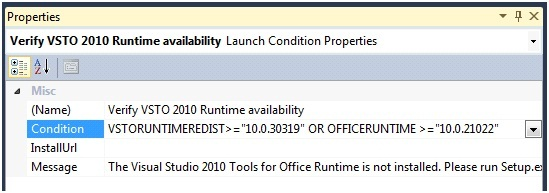 Properties
Verify VSTO 2010 Runtime availability Launch Condition Properties
Misc
(Name) Verify VSTO 2010 Runtime availability
Condition VSTORUNTIMEREDIST>="10.0.30319" OR OFFICERUNTIME >="10.0.21022"
InstallUrl
Message The Visual Studio 2010 Tools for Office Runtime is not installed. Please run Setup.ex